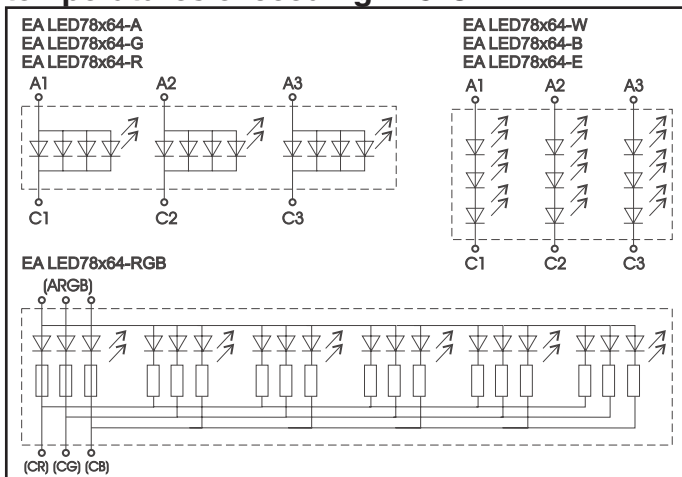 EA LED78x64-A
EA LED78x64-G
EA LED78x64-R
A1 A2 A3
C1 C2 C3
EA LED78x64-W
EA LED78x64-B
EA LED78x64-E
A1 A2 A3
C1 C2 C3
EA LED78x64-RGB
(ARGB)
(CR) (CG) (CB)